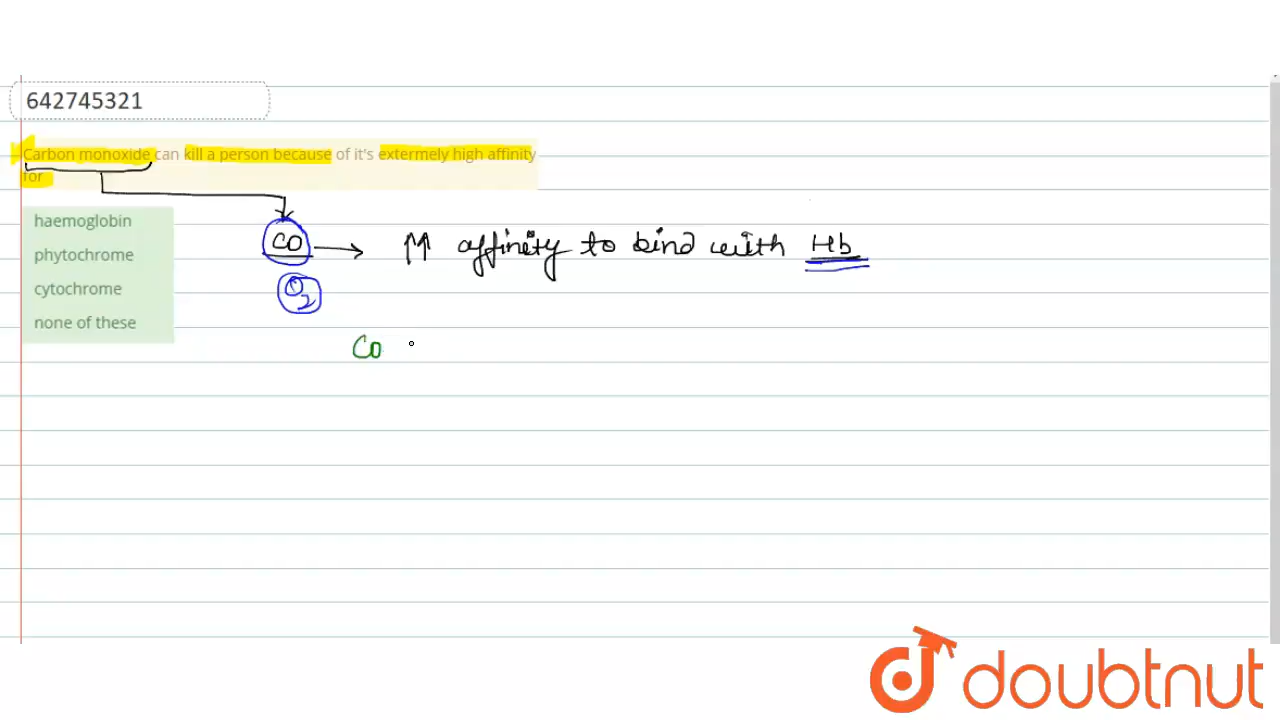 642745321
Carbon monoxide can kill a person because of it's extermely high affinity
for
haemoglobin
phytochrome
cytochrome
none of these
CO → ⇈ affinity to bind with Hb
O2
CO
doubtnut